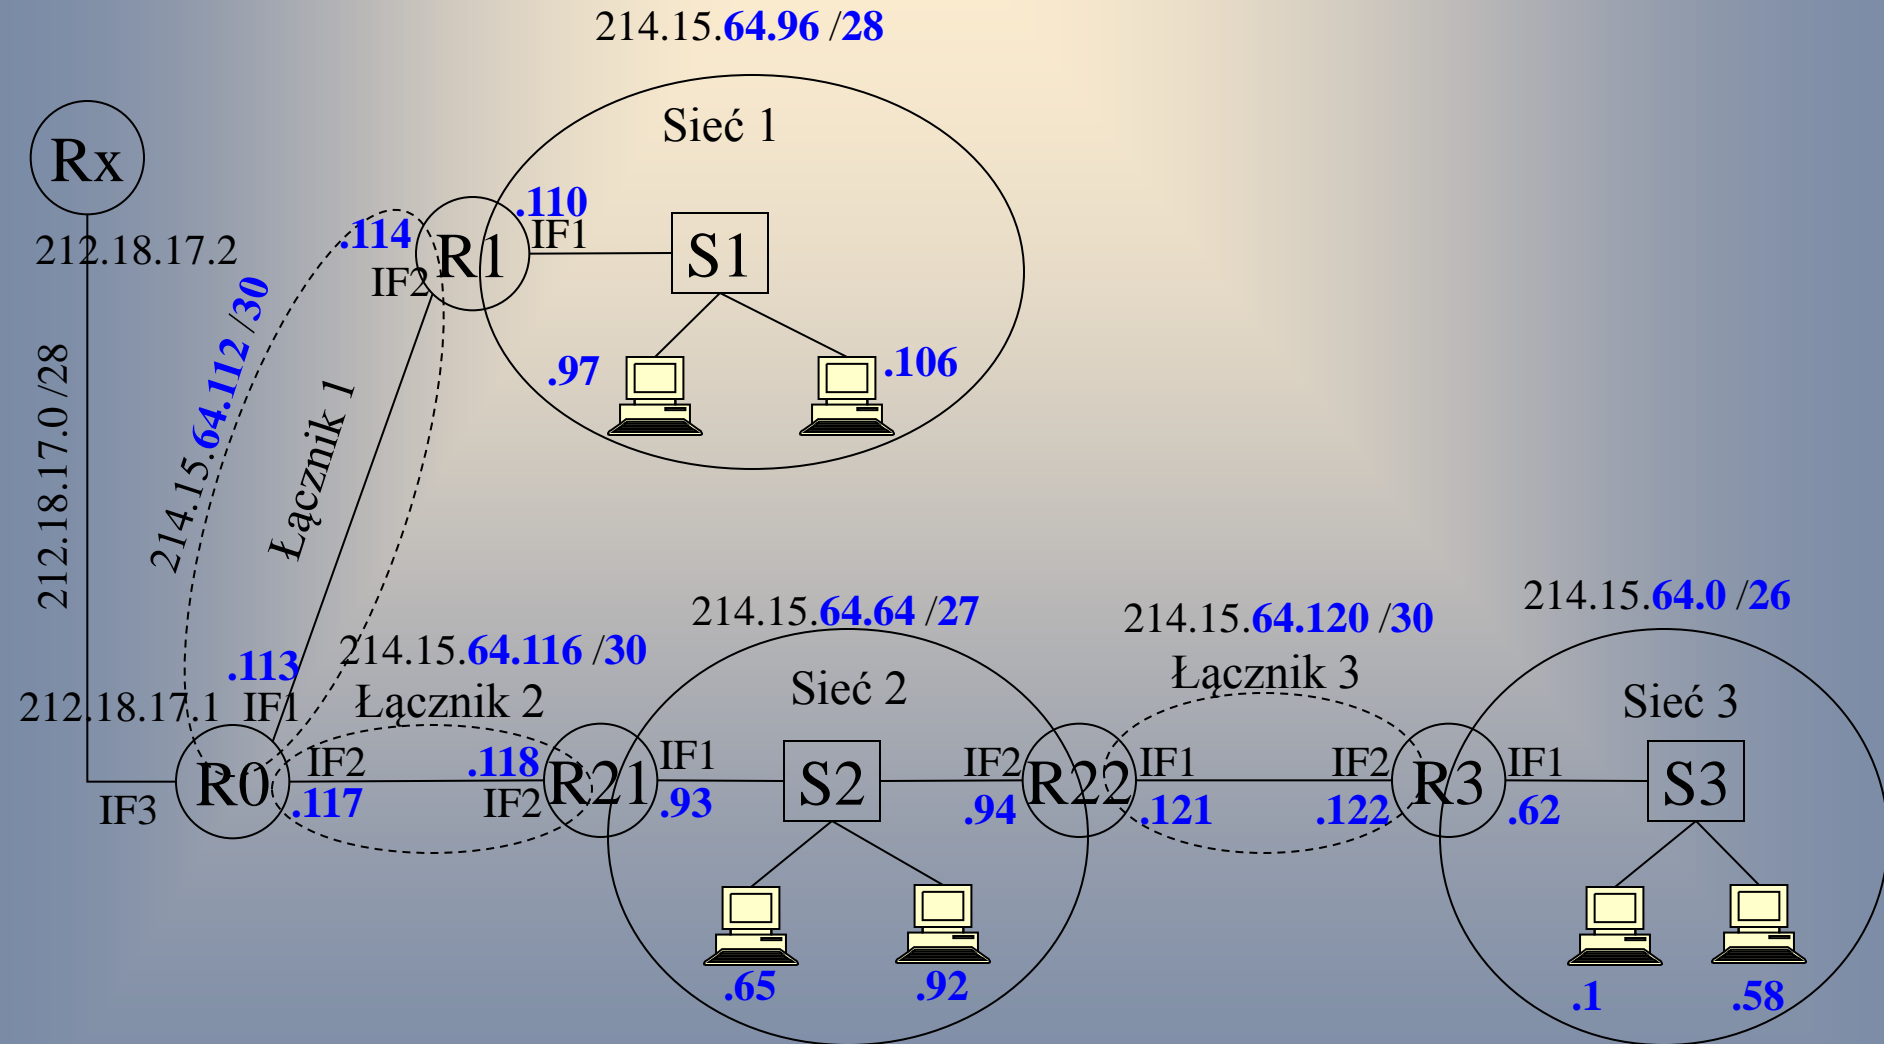 214.15.64.96 /28
Sieć 1
Rx
212.18.17.2
.114
.110
IF1
IF2
R1
S1
.97
.106
214.15.64.112 /30
Łącznik 1
212.18.17.0 /28
.113
212.18.17.1
IF1
214.15.64.116 /30
Łącznik 2
214.15.64.64 /27
Sieć 2
214.15.64.120 /30
Łącznik 3
214.15.64.0 /26
Sieć 3
IF3
R0
IF2
.117
.118
IF2
R21
IF1
.93
S2
IF2
.94
R22
IF1
.121
IF2
.122
R3
IF1
.62
S3
.65
.92
.1
.58